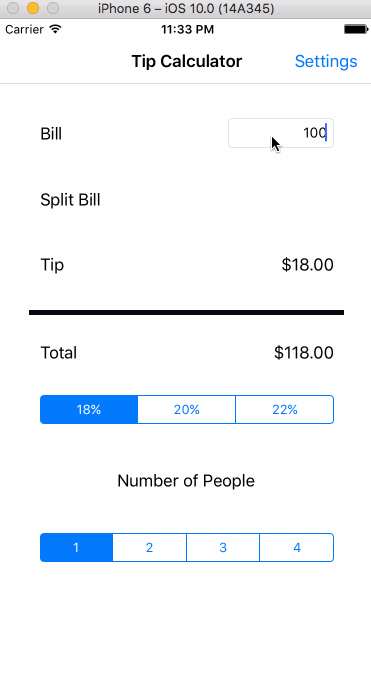 iPhone 6 – iOS 10.0 (14A345)
Carrier 11:33 PM
Tip Calculator Settings
Bill 100
Split Bill
Tip $18.00
Total $118.00
18% 20% 22%
Number of People
1 2 3 4